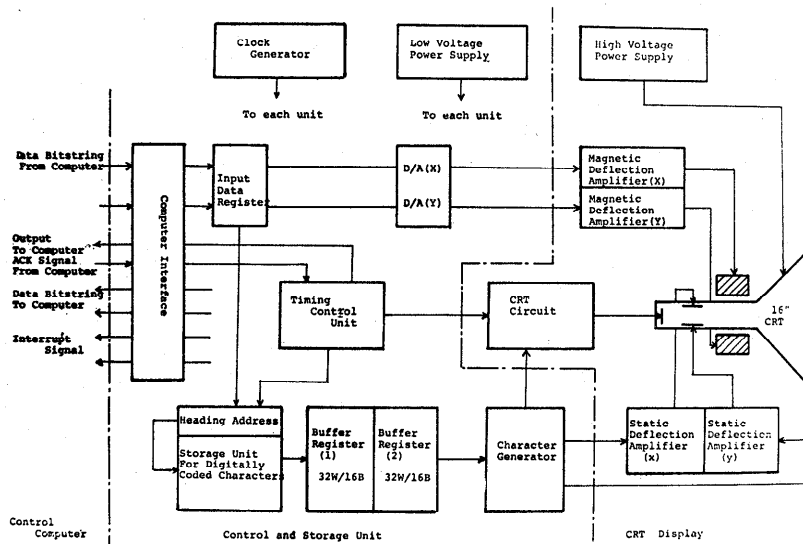 Clock
Generator
Low Voltage
Power Supply
High Voltage
Power Supply
To each unit
To each unit
Data Bitstring
From Computer
Output
To Computer
ACK Signal
From Computer
Data Bitstring
To Computer
Interrupt
Signal
Computer Interface
Input
Data
Register
D/A(X)
D/A(Y)
Magnetic
Deflection
Amplifier(X)
Magnetic
Deflection
Amplifier(Y)
Timing
Control
Unit
CRT
Circuit
16"
CRT
Heading Address
Storage Unit
For Digitally
Coded Characters
Buffer
Register
(1)
32W/16B
Buffer
Register
(2)
32W/16B
Character
Generator
Static
Deflection
Amplifier
(x)
Static
Deflection
Amplifier
(y)
Control
Computer
Control and Storage Unit
CRT Display